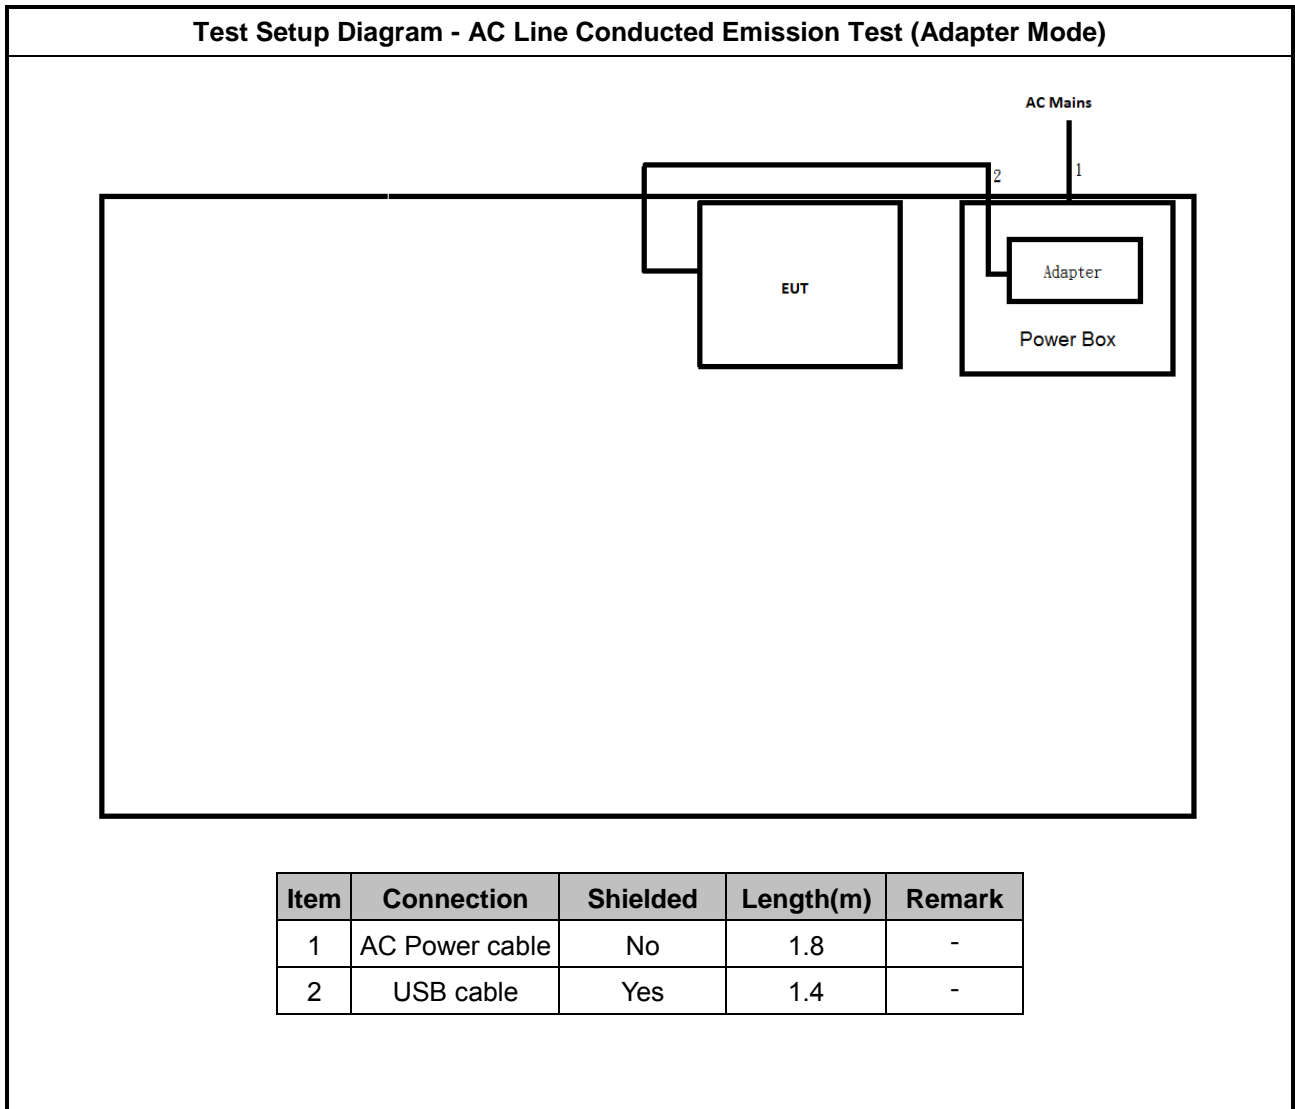 Test Setup Diagram - AC Line Conducted Emission Test (Adapter Mode)
AC Mains
2
1
Adapter
EUT
Power Box
Item Connection Shielded Length(m) Remark
1 AC Power cable No 1.8 -
2 USB cable Yes 1.4 -